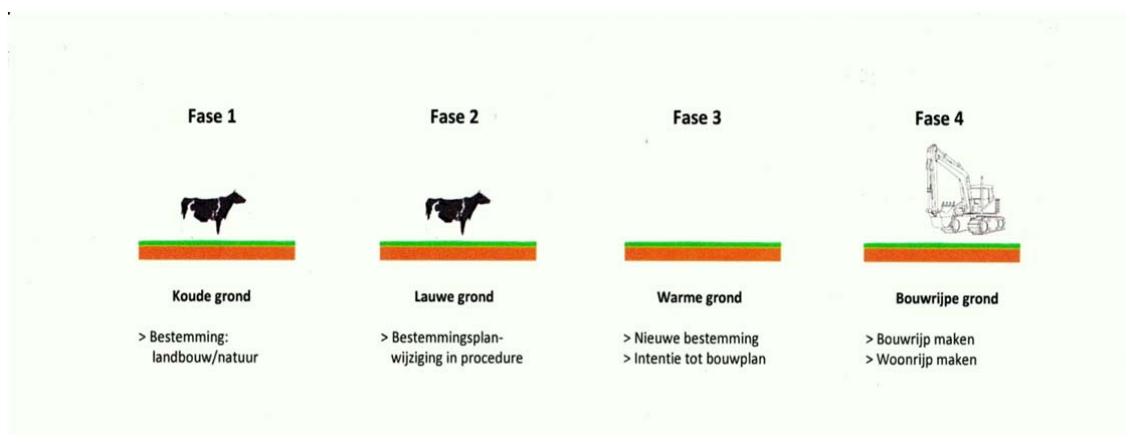 Fase 1
Fase 2
Fase 3
Fase 4
Koude grond
Lauwe grond
Warme grond
Bouwrijpe grond
> Bestemming:
landbouw/natuur
> Bestemmingsplan-
wijziging in procedure
> Nieuwe bestemming
> Intentie tot bouwplan
> Bouwrijp maken
> Woonrijp maken